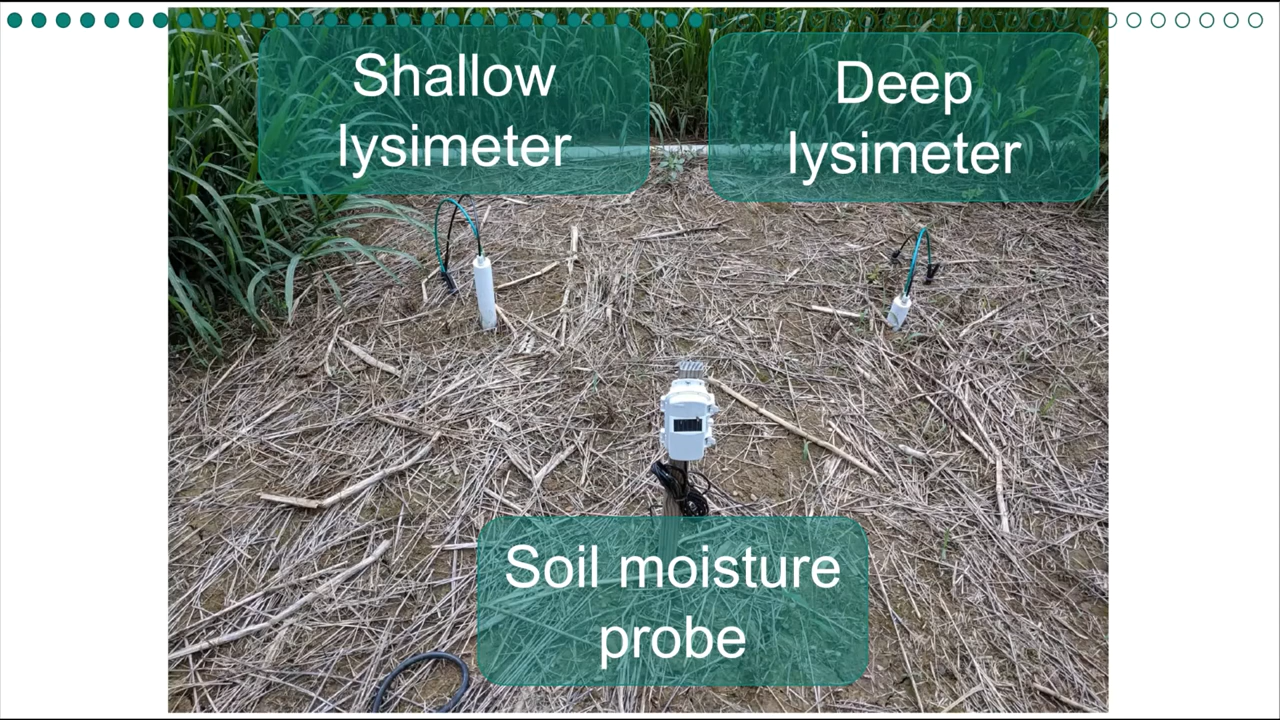 Shallow
lysimeter
Deep
lysimeter
Soil moisture
probe